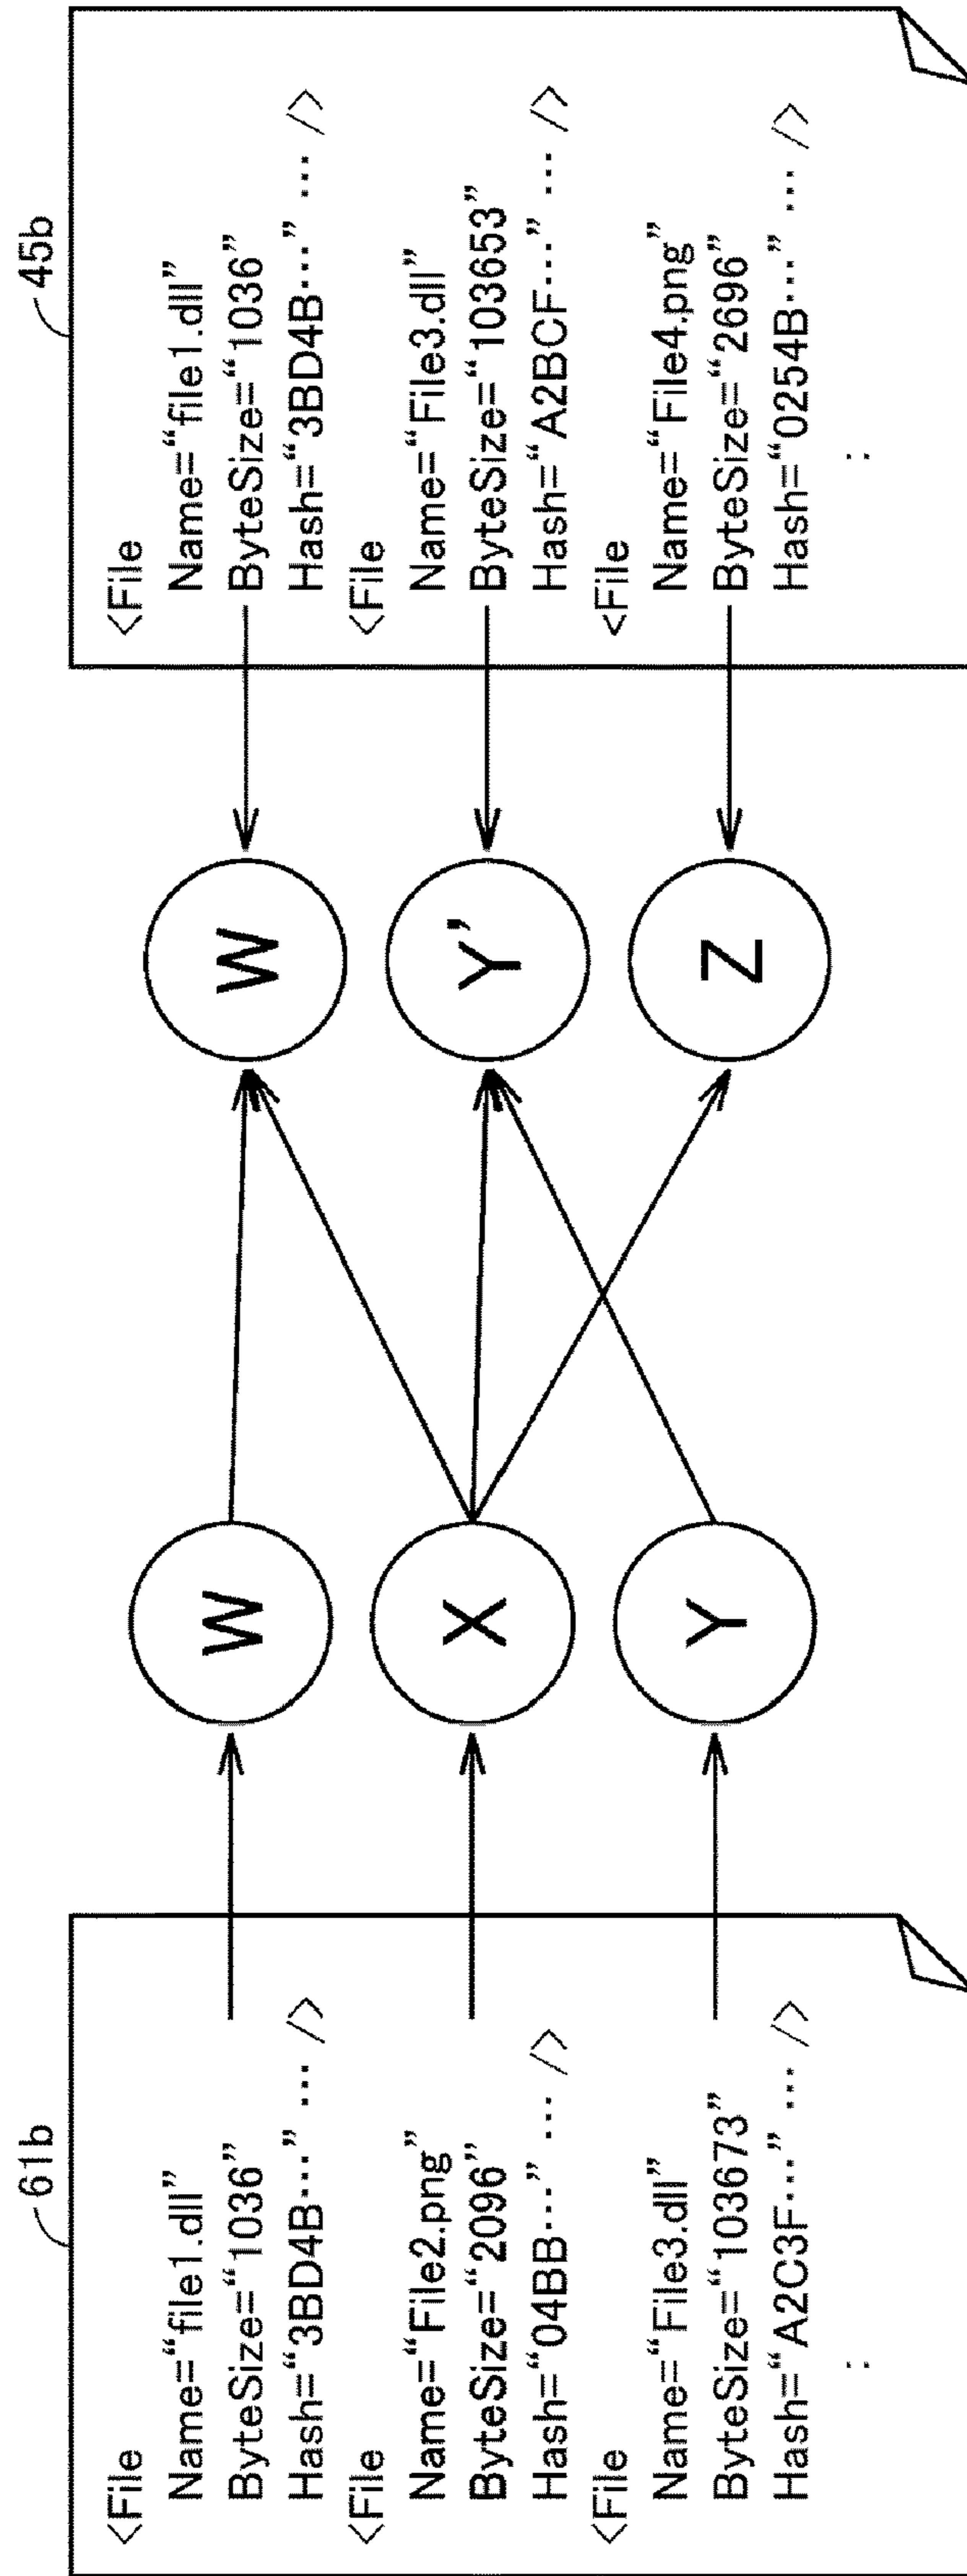 61b
<File
Name=“file1.dll”
ByteSize=“1036”
Hash=“3BD4B...” ... />
<File
Name=“File2.png”
ByteSize=“2096”
Hash=“04BB...” ... />
<File
Name=“File3.dll”
ByteSize=“103673”
Hash=“A2C3F...” ... />
:
W
X
Y
W
Y’
Z
45b
<File
Name=“file1.dll”
ByteSize=“1036”
Hash=“3BD4B...” ... />
<File
Name=“File3.dll”
ByteSize=“103653”
Hash=“A2BCF...” ... />
<File
Name=“File4.png”
ByteSize=“2696”
Hash=“0254B...” ... />
: